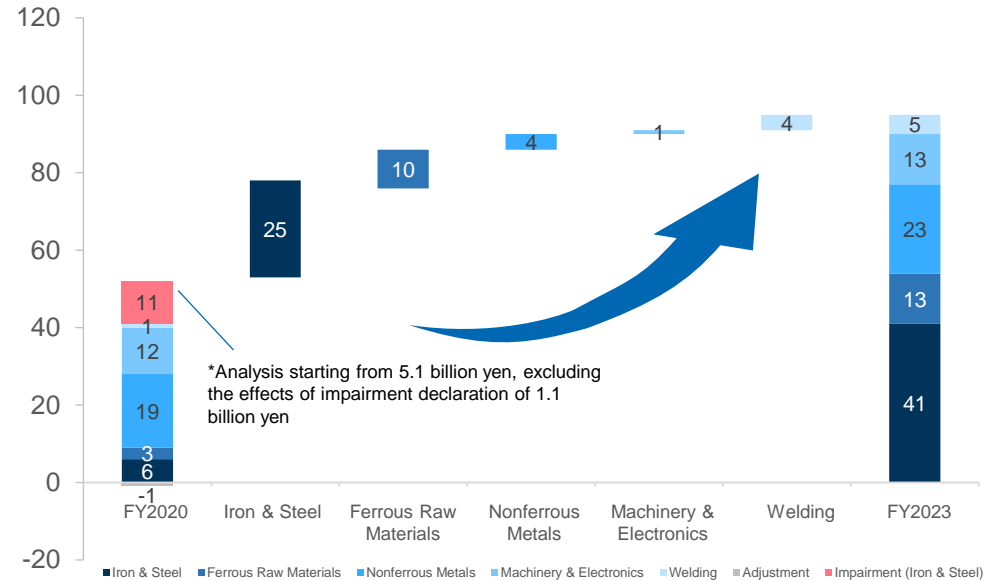 120
100
80
60
40
20
0
-20
11
1
12
19
3
6
-1
25
10
4
1
4
5
13
23
13
41
*Analysis starting from 5.1 billion yen, excluding
the effects of impairment declaration of 1.1
billion yen
FY2020
Iron & Steel
Ferrous Raw
Materials
Nonferrous
Metals
Machinery &
Electronics
Welding
FY2023
Iron & Steel
Ferrous Raw Materials
Nonferrous Metals
Machinery & Electronics
Welding
Adjustment
Impairment (Iron & Steel)